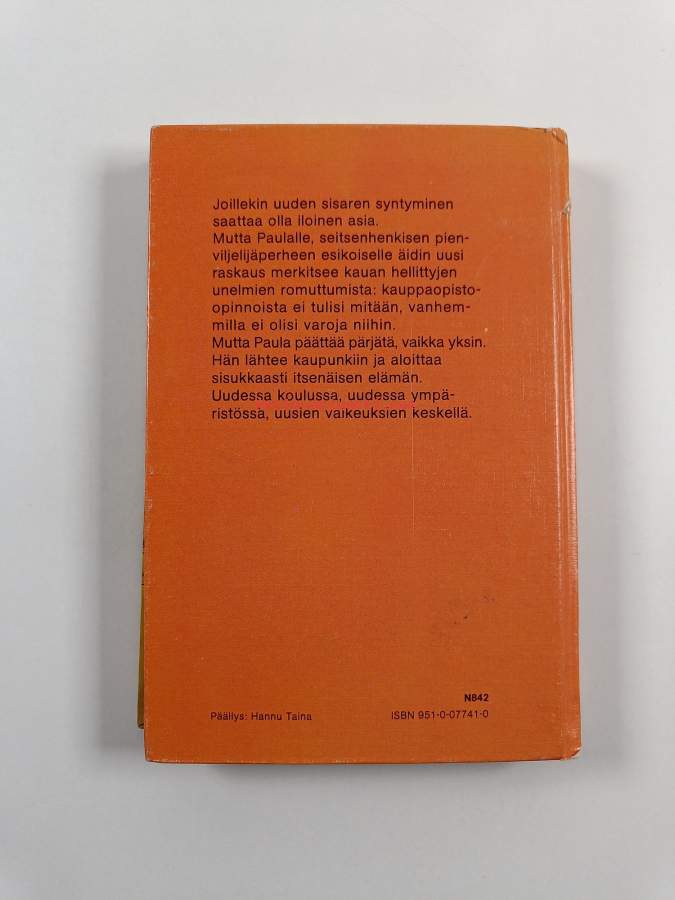 Joillekin uuden sisaren syntyminen
saattaa olla iloinen asia.
Mutta Paulalle, seitsenhenkisen pien-
viljelijäperheen esikoiselle äidin uusi
raskaus merkitsee kauan hellittyjen
unelmien romuttumista: kauppaopisto-
opinnoista ei tulisi mitään, vanhem-
milla ei olisi varoja niihin.
Mutta Paula päättää pärjätä, vaikka yksin.
Hän lähtee kaupunkiin ja aloittaa
sisukkaasti itsenäisen elämän.
Uudessa koulussa, uudessa ympä-
ristössä, uusien vaikeuksien keskellä.
N842
Päällys: Hannu Taina
ISBN 951-0-07741-0